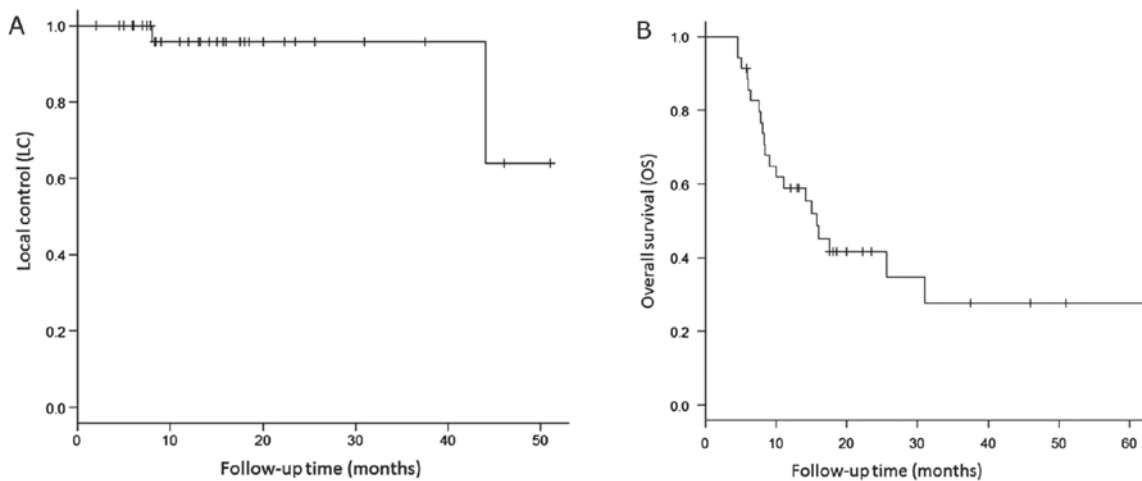 A
1.0
0.8
0.6
0.4
0.2
0.0
Local control (LC)
0 10 20 30 40 50
Follow-up time (months)
B
1.0
0.8
0.6
0.4
0.2
0.0
Overall survival (OS)
0 10 20 30 40 50 60
Follow-up time (months)